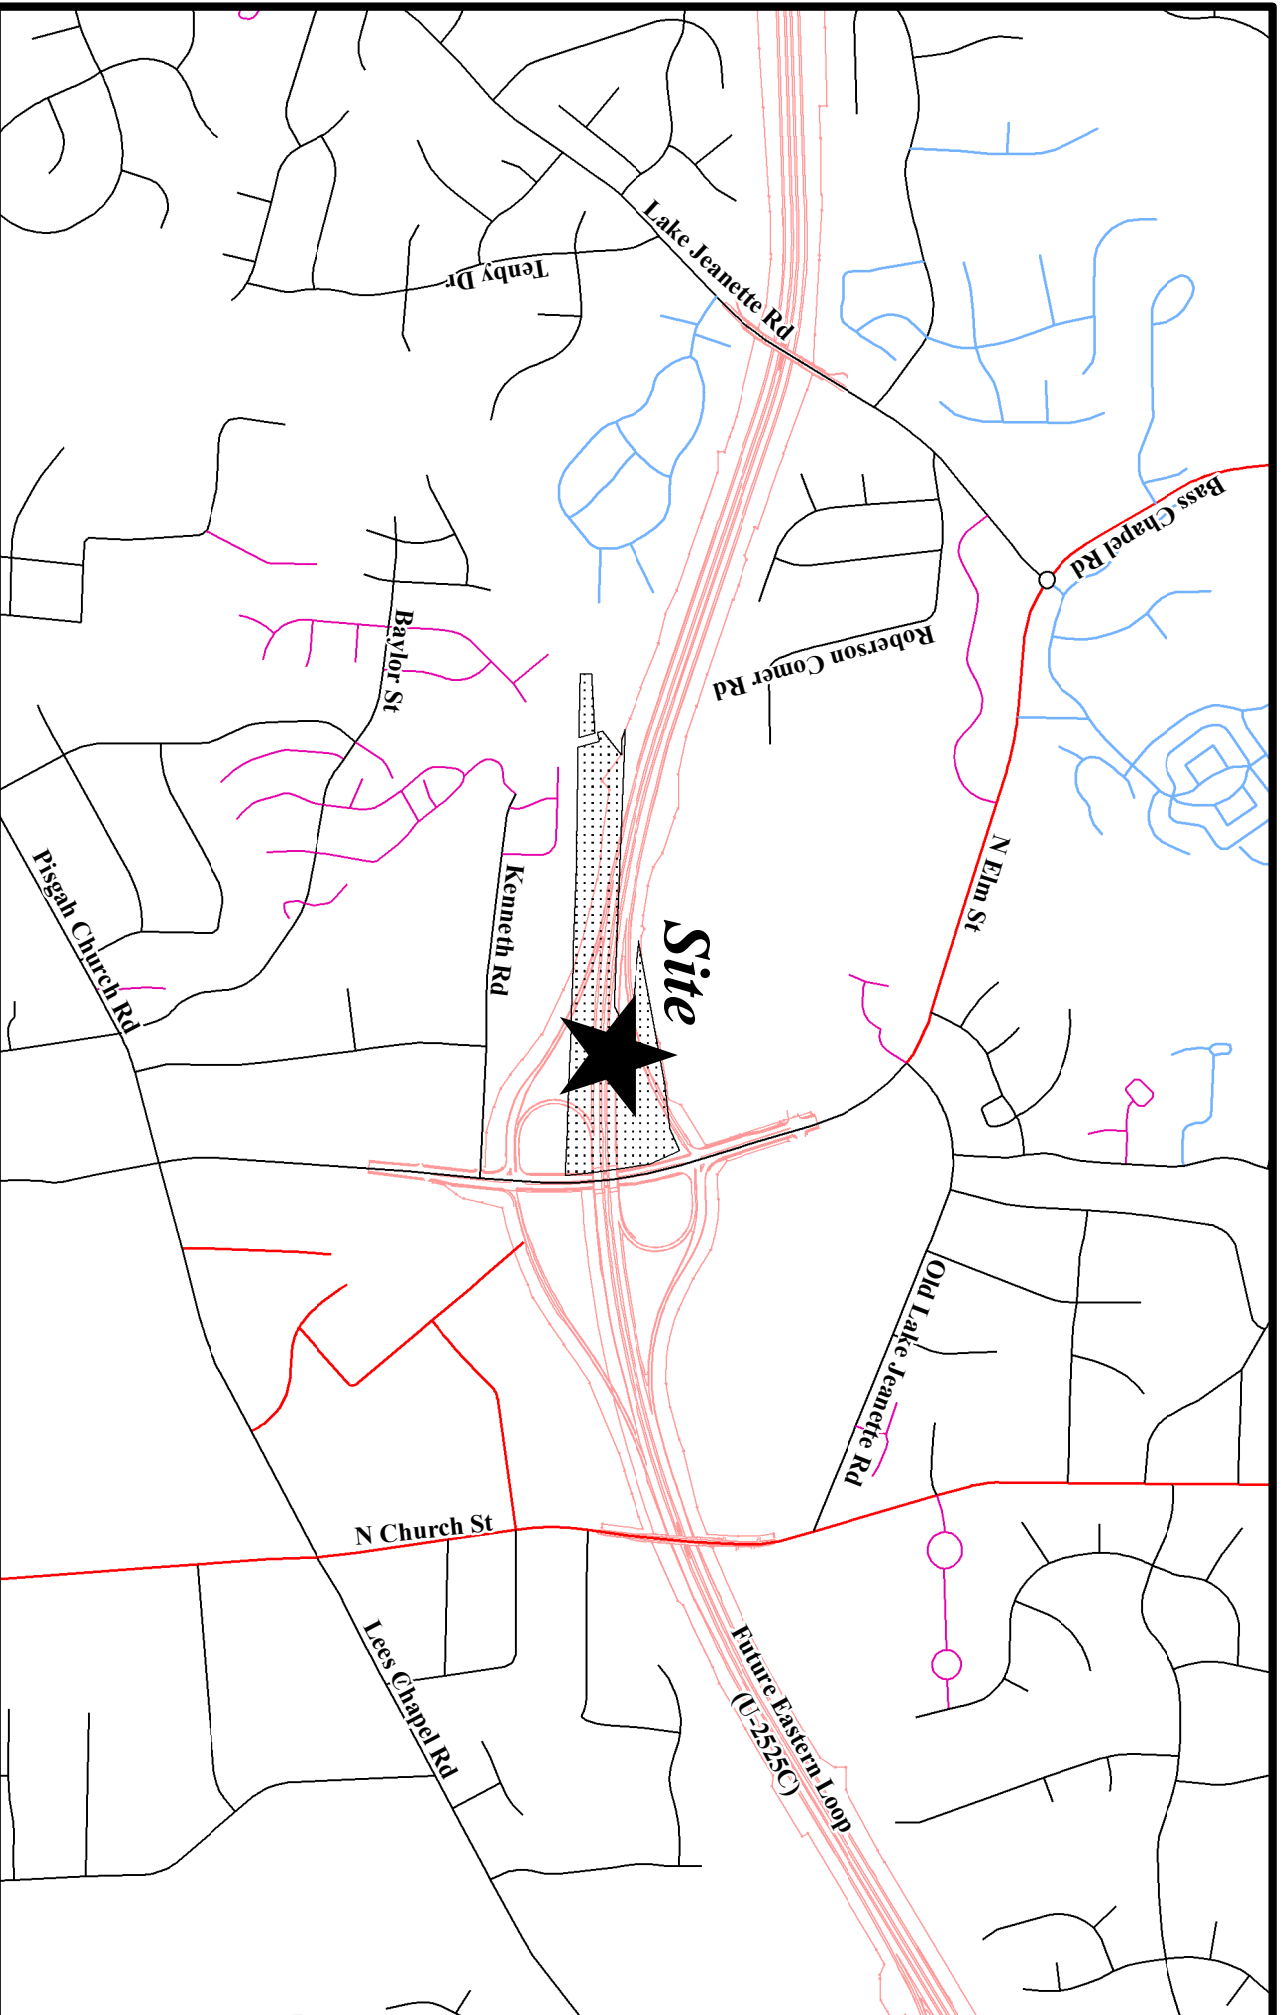 Lake Jeanette Rd
Tenby Dr
Bass Chapel Rd
Baylor St
Roberson Comer Rd
N Elm St
Pisgah Church Rd
Kenneth Rd
Site
Old Lake Jeanette Rd
N Church St
Lees Chapel Rd
Future Eastern Loop
(U-2525C)